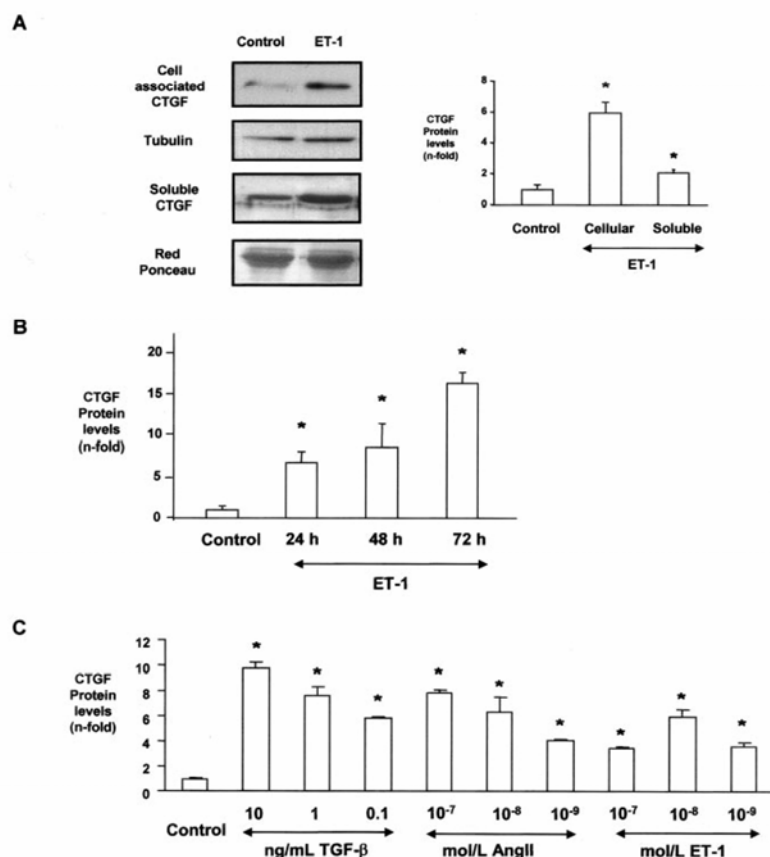 A
Control ET-1
Cell
associated
CTGF
Tubulin
Soluble
CTGF
Red
Ponceau
CTGF
Protein
levels
(n-fold)
8
6
4
2
0
*
*
Control Cellular Soluble
ET-1
B
CTGF
Protein
levels
(n-fold)
20
15
10
5
0
*
*
*
Control 24 h 48 h 72 h
ET-1
C
CTGF
Protein
levels
(n-fold)
12
10
8
6
4
2
0
* * * * * * * * *
Control 10 1 0.1 10⁻⁷ 10⁻⁸ 10⁻⁹ 10⁻⁷ 10⁻⁸ 10⁻⁹
ng/mL TGF-β mol/L AngII mol/L ET-1